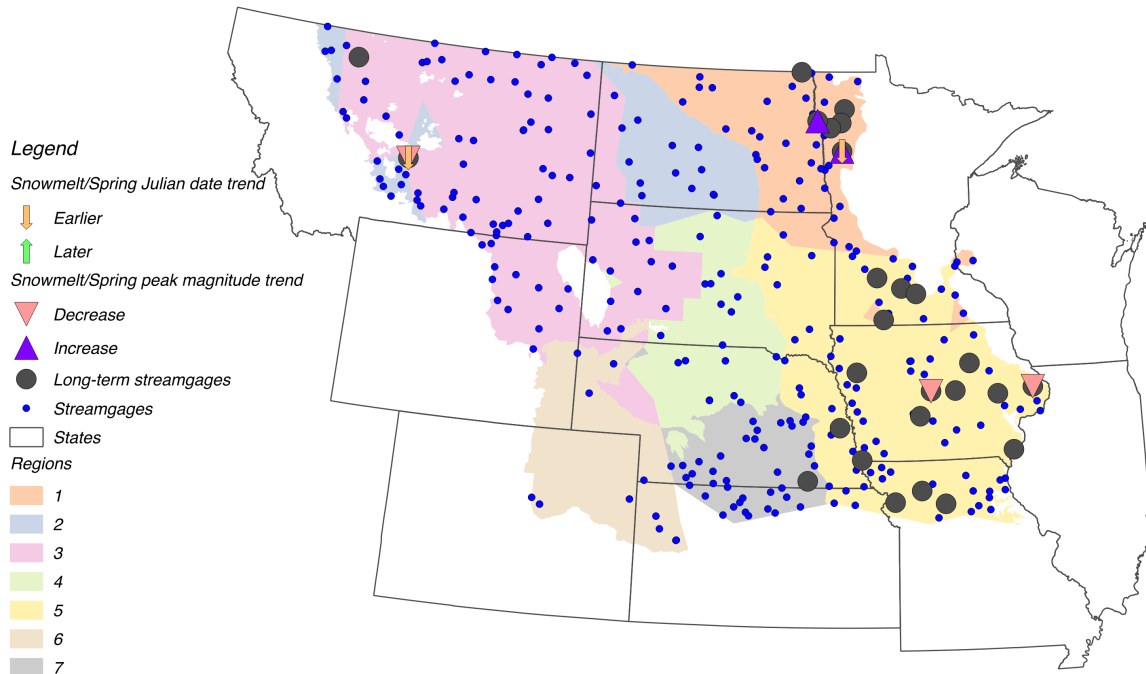 Legend
Snowmelt/Spring Julian date trend
Earlier
Later
Snowmelt/Spring peak magnitude trend
Decrease
Increase
Long-term streamgages
Streamgages
States
Regions
1
2
3
4
5
6
7